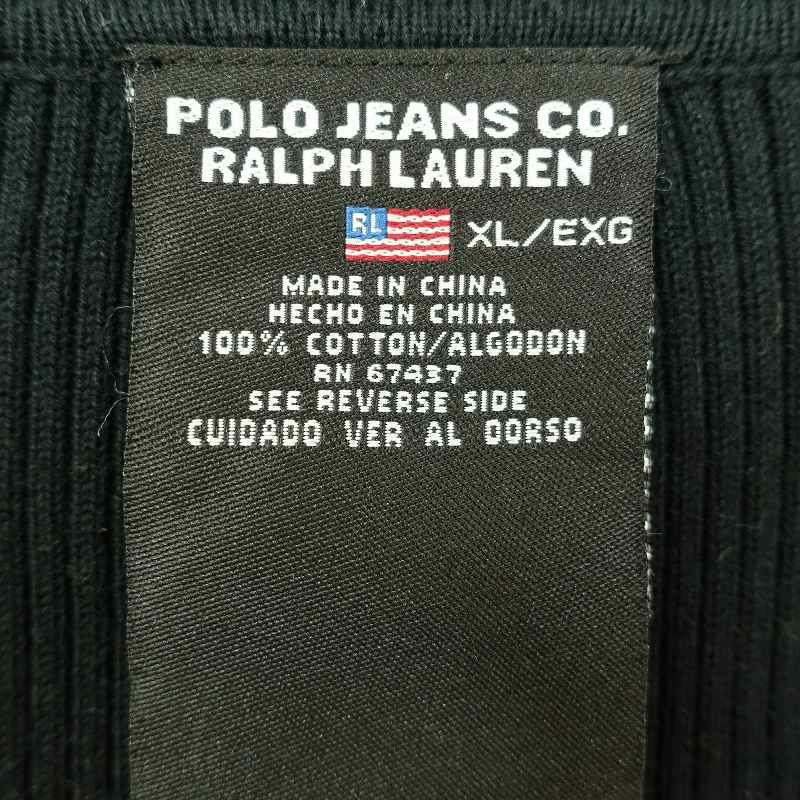 POLO JEANS CO.
RALPH LAUREN
RL XL/EXG
MADE IN CHINA
HECHO EN CHINA
100% COTTON/ALGODON
RN 67437
SEE REVERSE SIDE
CUIDADO VER AL DORSO